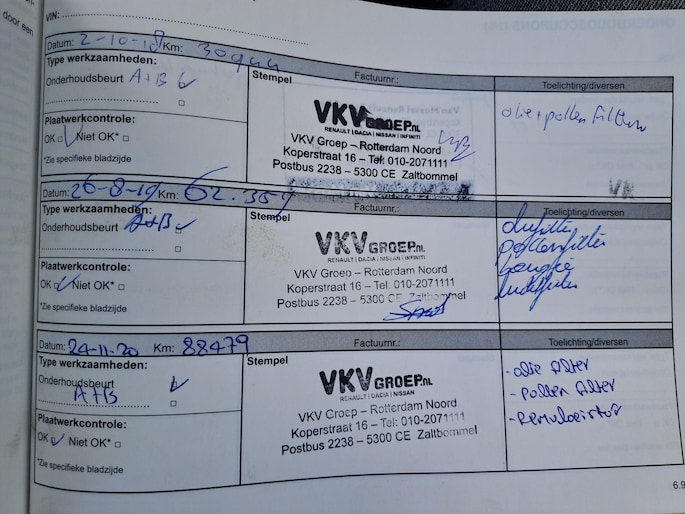 door een
VIN:
Datum: 2-10-18 Km:
Type werkzaamheden:
Onderhoudsbeurt A+B
Plaatwerkcontrole:
OK Niet OK*
*Zie specifieke bladzijde
Factuurnr.:
Stempel
VKV GROEP.NL
RENAULT | DACIA | NISSAN | INFINITI
VKV Groep – Rotterdam Noord
Koperstraat 16 – Tel: 010-2071111
Postbus 2238 – 5300 CE Zaltbommel
Toelichting/diversen
olie + pollen filter
VK
Datum: 26-8-19 Km: 62.359
Type werkzaamheden:
Onderhoudsbeurt A+B
Plaatwerkcontrole:
OK Niet OK*
*Zie specifieke bladzijde
Factuurnr.:
Stempel
VKV GROEP.NL
RENAULT | DACIA | NISSAN | INFINITI
VKV Groep – Rotterdam Noord
Koperstraat 16 – Tel: 010-2071111
Postbus 2238 – 5300 CE Zaltbommel
Toelichting/diversen
pollenfilter
Datum: 24-11-20 Km: 88479
Type werkzaamheden:
Onderhoudsbeurt
A+B
Plaatwerkcontrole:
OK Niet OK*
*Zie specifieke bladzijde
Factuurnr.:
Stempel
VKV GROEP.NL
RENAULT | DACIA | NISSAN
VKV Groep – Rotterdam Noord
Koperstraat 16 – Tel: 010-2071111
Postbus 2238 – 5300 CE Zaltbommel
Toelichting/diversen
- olie filter
- pollen filter
- Remvloeistof
6.9